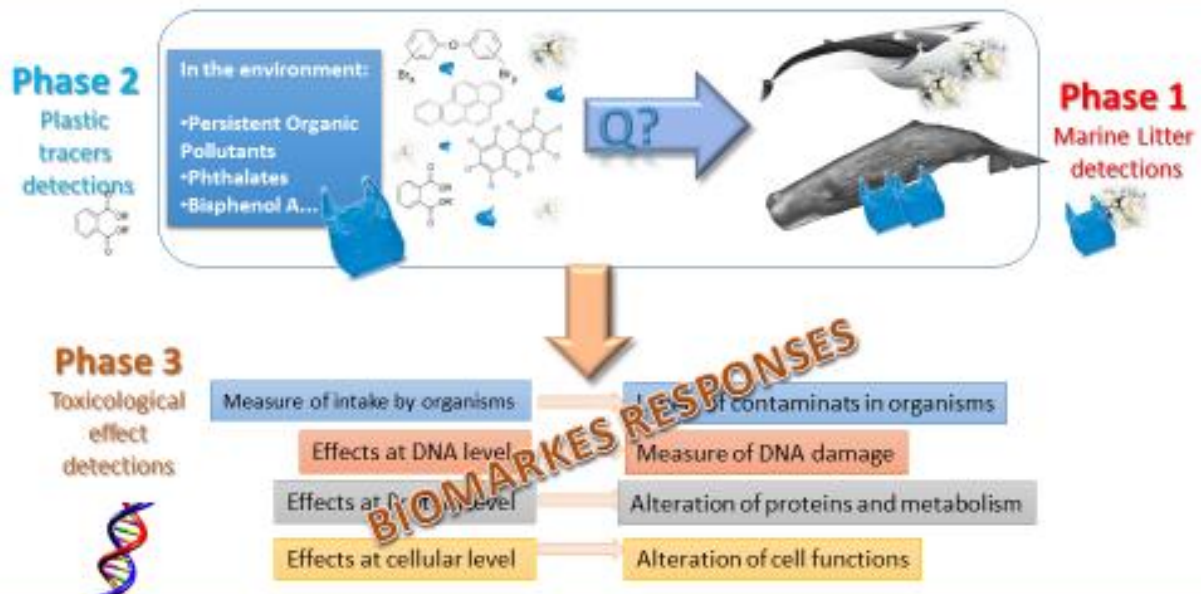 Phase 2
Plastic
tracers
detections
In the environment:
•Persistent Organic
Pollutants
•Phthalates
•Bisphenol A...
Q?
Phase 1
Marine Litter
detections
Phase 3
Toxicological
effect
detections
BIOMARKES RESPONSES
Measure of intake by organisms
of contaminats in organisms
Effects at DNA level
Measure of DNA damage
Effects at level
Alteration of proteins and metabolism
Effects at cellular level
Alteration of cell functions